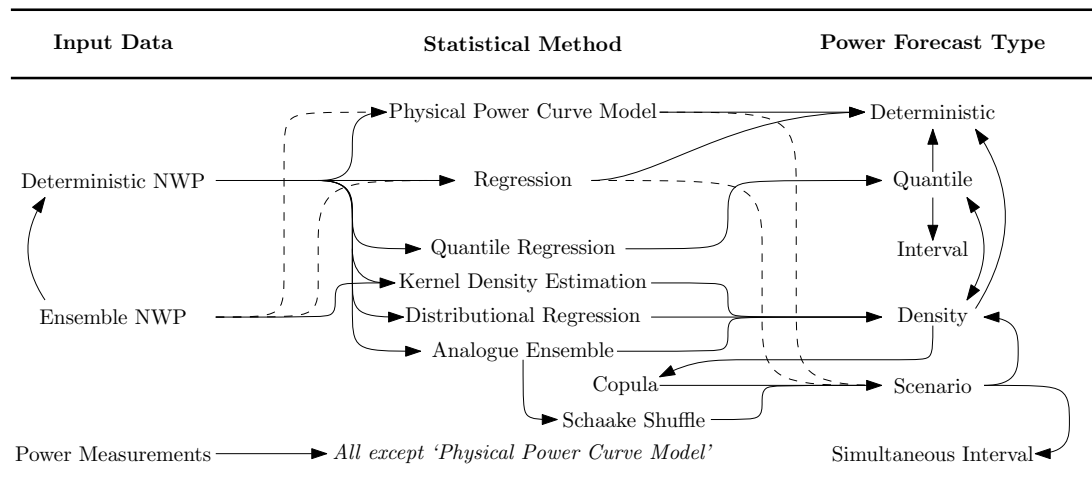 Input Data Statistical Method Power Forecast Type
Physical Power Curve Model Deterministic
Deterministic NWP Regression Quantile
Quantile Regression Interval
Kernel Density Estimation
Ensemble NWP Distributional Regression Density
Analogue Ensemble
Copula Scenario
Schaake Shuffle
Power Measurements All except ‘Physical Power Curve Model’ Simultaneous Interval